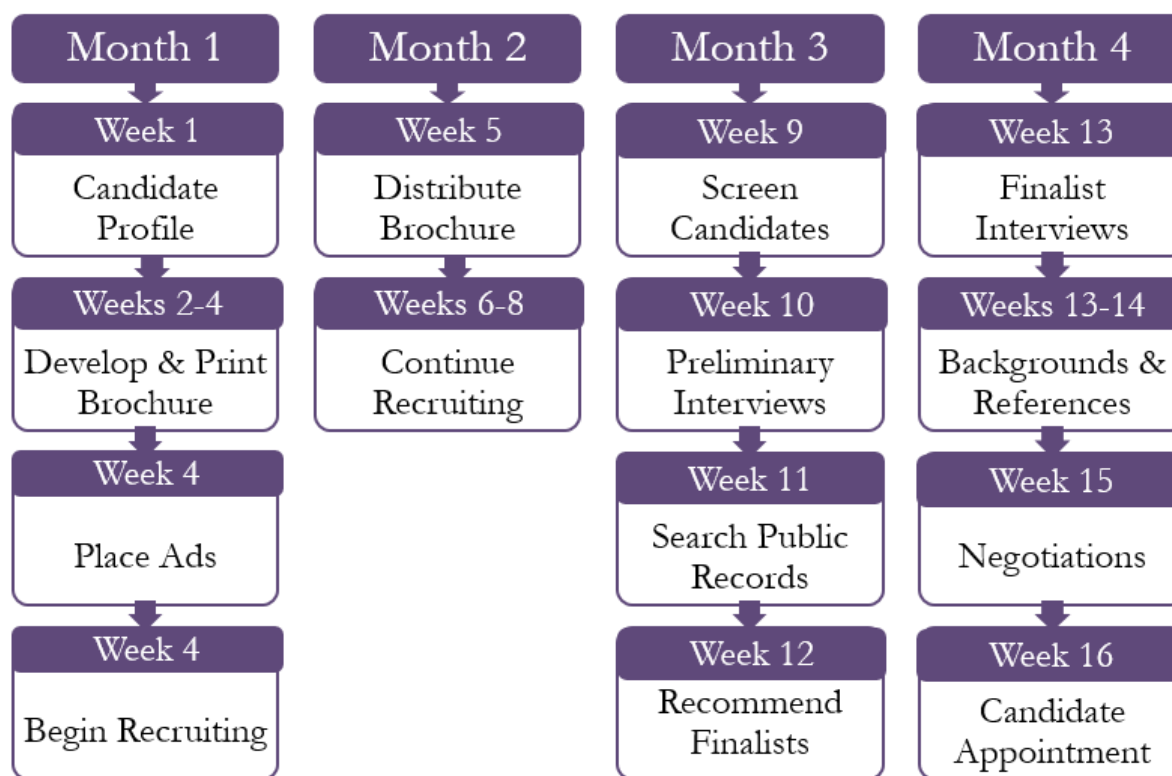 Month 1
Week 1
Candidate
Profile
Weeks 2-4
Develop & Print
Brochure
Week 4
Place Ads
Week 4
Begin Recruiting
Month 2
Week 5
Distribute
Brochure
Weeks 6-8
Continue
Recruiting
Month 3
Week 9
Screen
Candidates
Week 10
Preliminary
Interviews
Week 11
Search Public
Records
Week 12
Recommend
Finalists
Month 4
Week 13
Finalist
Interviews
Weeks 13-14
Backgrounds &
References
Week 15
Negotiations
Week 16
Candidate
Appointment